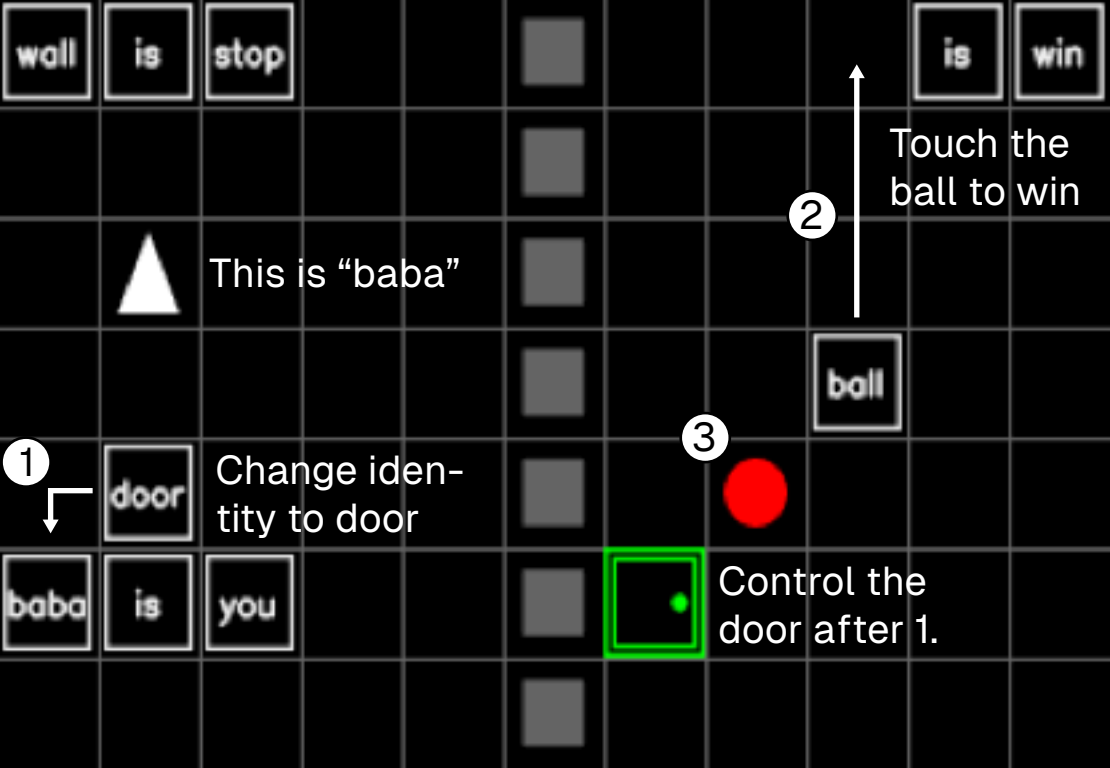 wall is stop
is win
Touch the
ball to win
2
This is “baba”
ball
3
1
door
Change iden-
tity to door
baba is you
Control the
door after 1.